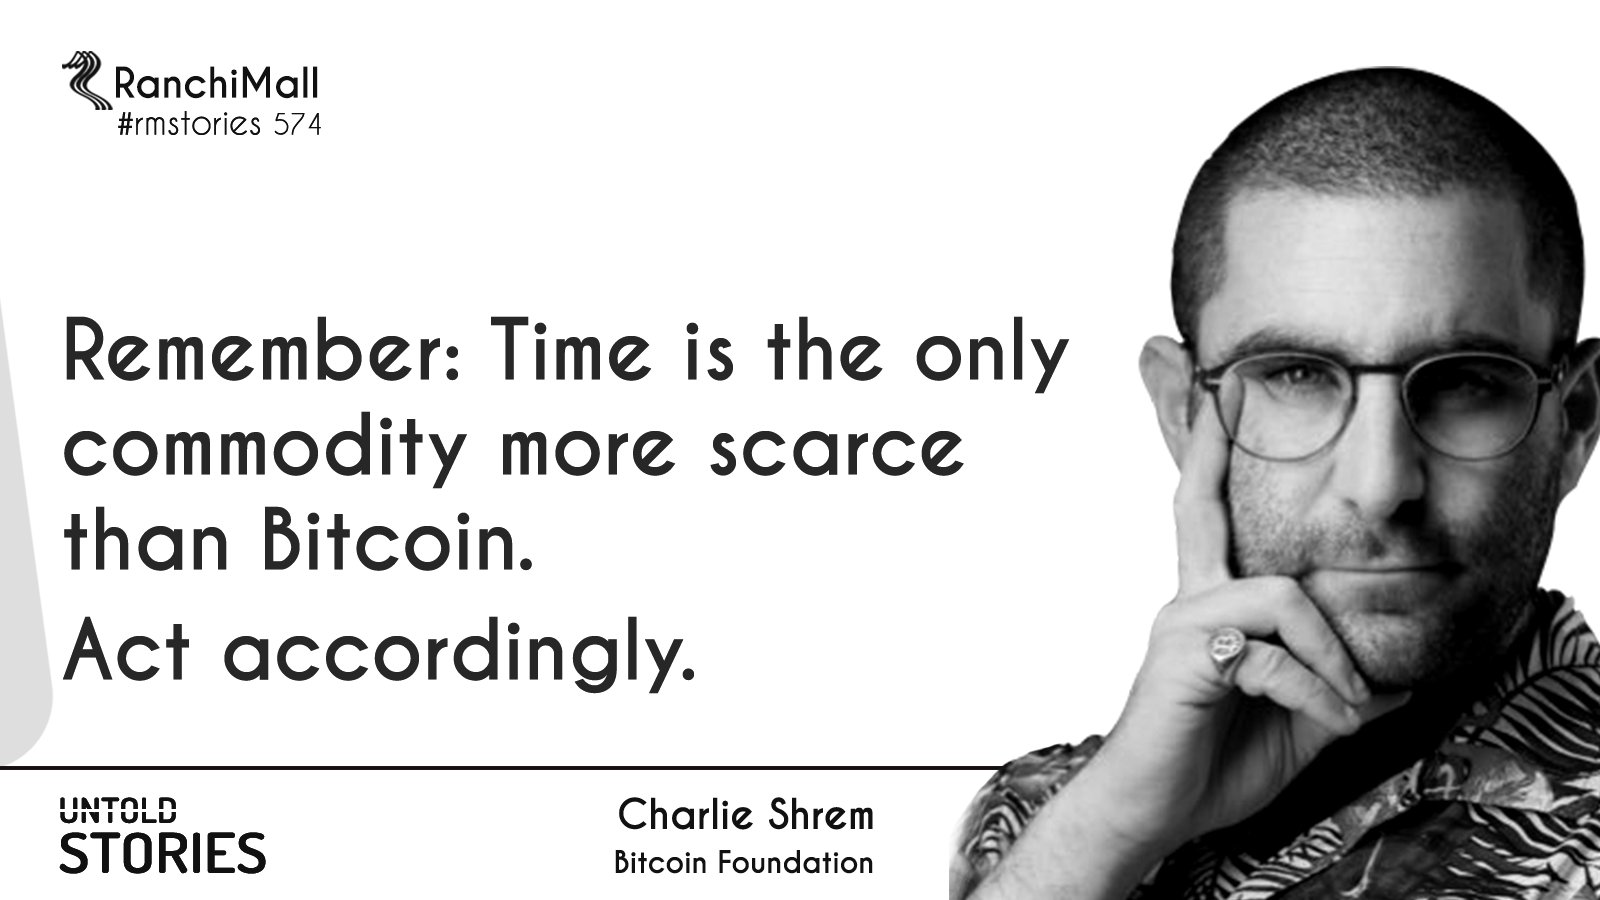 RanchiMall
#rmstories 574
Remember: Time is the only
commodity more scarce
than Bitcoin.
Act accordingly.
UNTOLD
STORIES
Charlie Shrem
Bitcoin Foundation